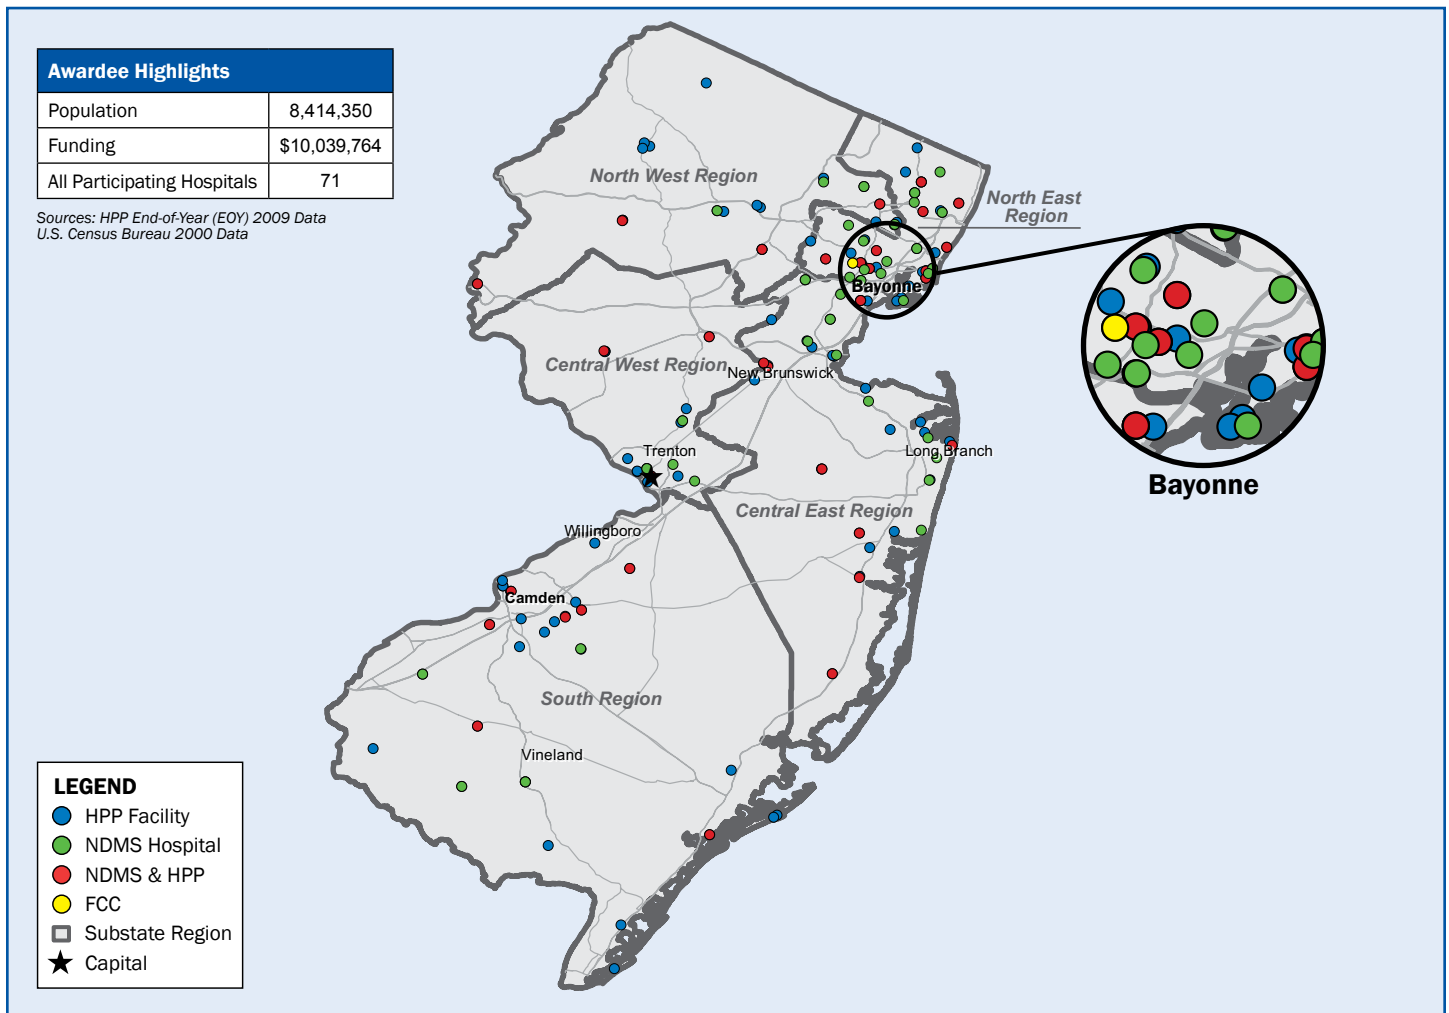 Awardee Highlights
Population 8,414,350
Funding $10,039,764
All Participating Hospitals 71
Sources: HPP End-of-Year (EOY) 2009 Data
U.S. Census Bureau 2000 Data
North West Region
North East
Region
Bayonne
Central West Region
New Brunswick
Bayonne
Trenton
Long Branch
Central East Region
Willingboro
Camden
South Region
Vineland
LEGEND
HPP Facility
NDMS Hospital
NDMS & HPP
FCC
Substate Region
Capital